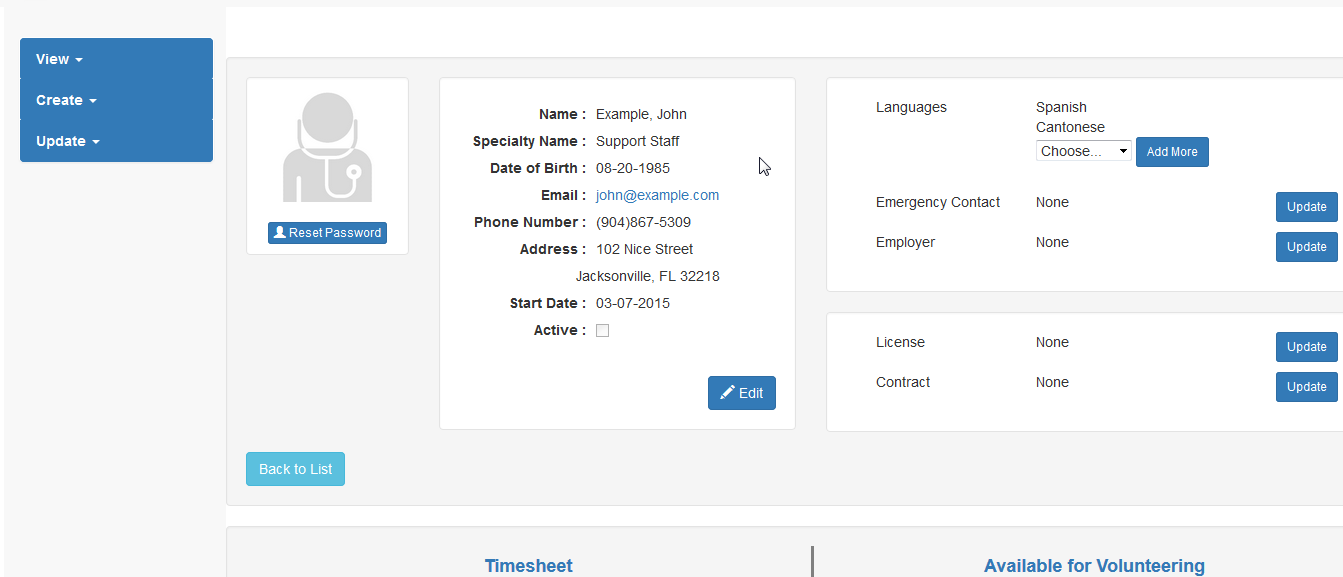 View
Create
Update
Reset Password
Name : Example, John
Specialty Name : Support Staff
Date of Birth : 08-20-1985
Email : john@example.com
Phone Number : (904)867-5309
Address : 102 Nice Street
Jacksonville, FL 32218
Start Date : 03-07-2015
Active :
Edit
Languages Spanish
Cantonese
Choose... Add More
Emergency Contact None Update
Employer None Update
License None Update
Contract None Update
Back to List
Timesheet
Available for Volunteering